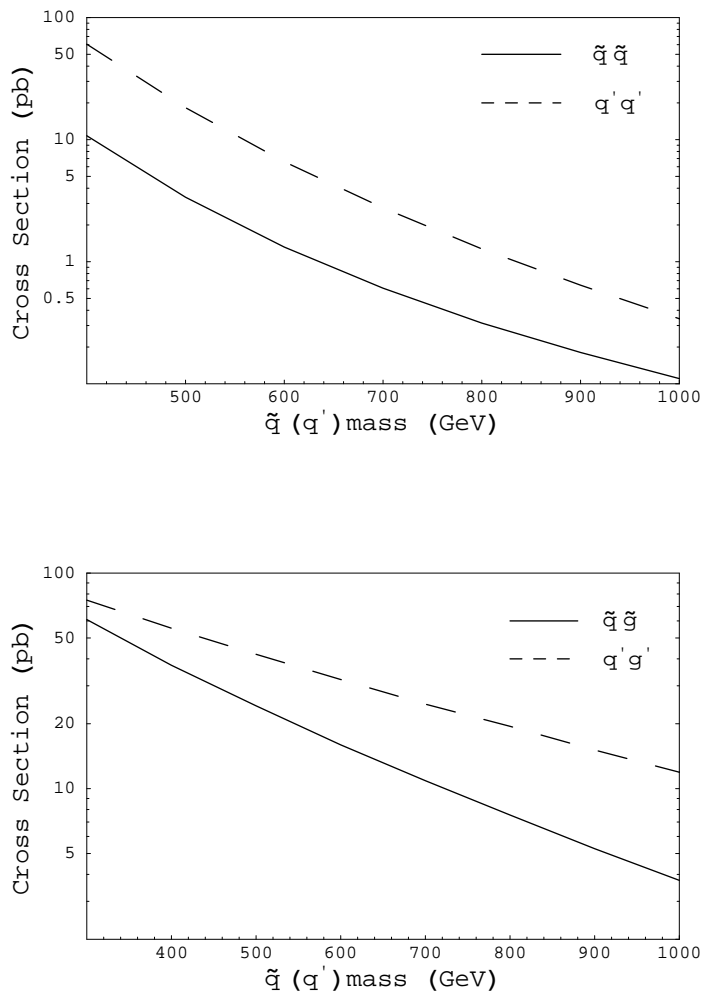 100
50
10
5
1
0.5
Cross Section (pb)
q̃ q̃
q'q'
500 600 700 800 900 1000
q̃ (q')mass (GeV)
100
50
20
10
5
Cross Section (pb)
q̃ g̃
q'g'
400 500 600 700 800 900 1000
q̃ (q')mass (GeV)